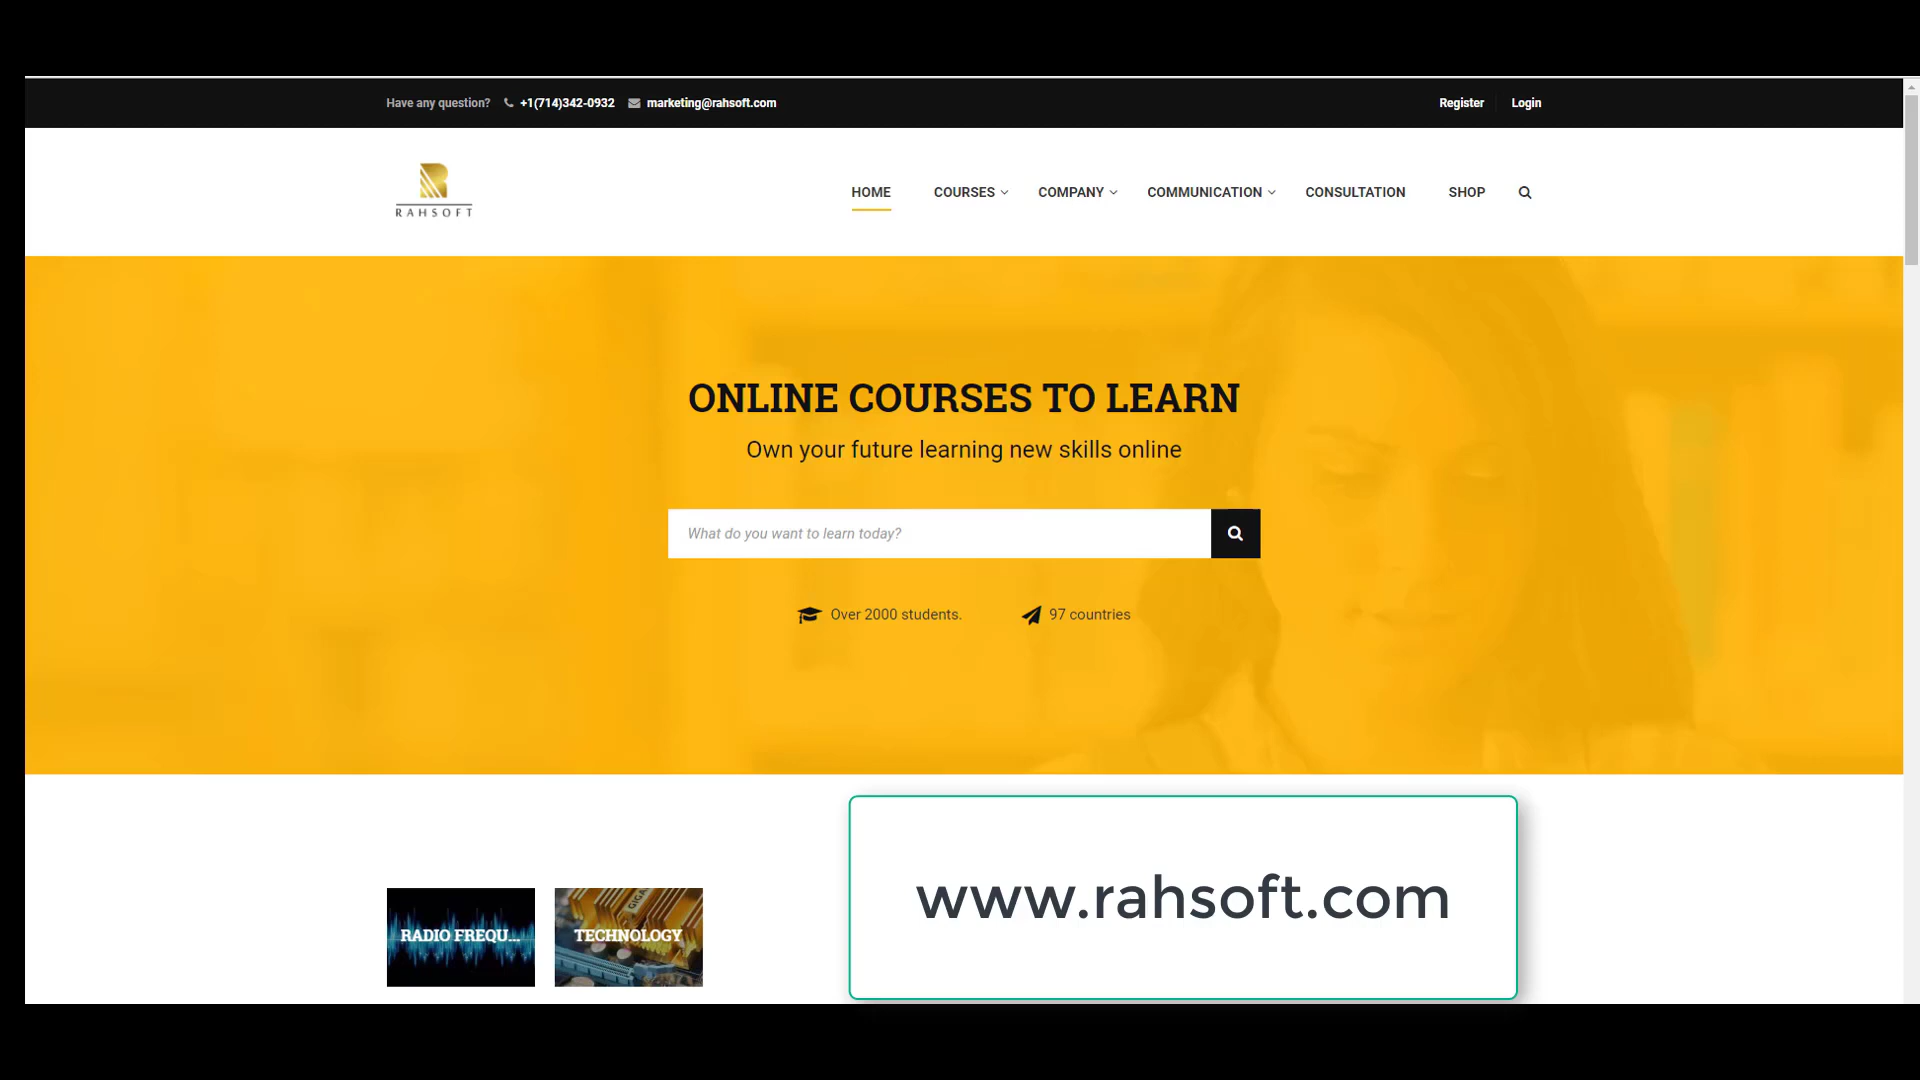 Have any question? +1(714)342-0932 marketing@rahsoft.com Register Login
RAHSOFT
HOME COURSES COMPANY COMMUNICATION CONSULTATION SHOP
ONLINE COURSES TO LEARN
Own your future learning new skills online
What do you want to learn today?
Over 2000 students. 97 countries
www.rahsoft.com
RADIO FREQU... TECHNOLOGY